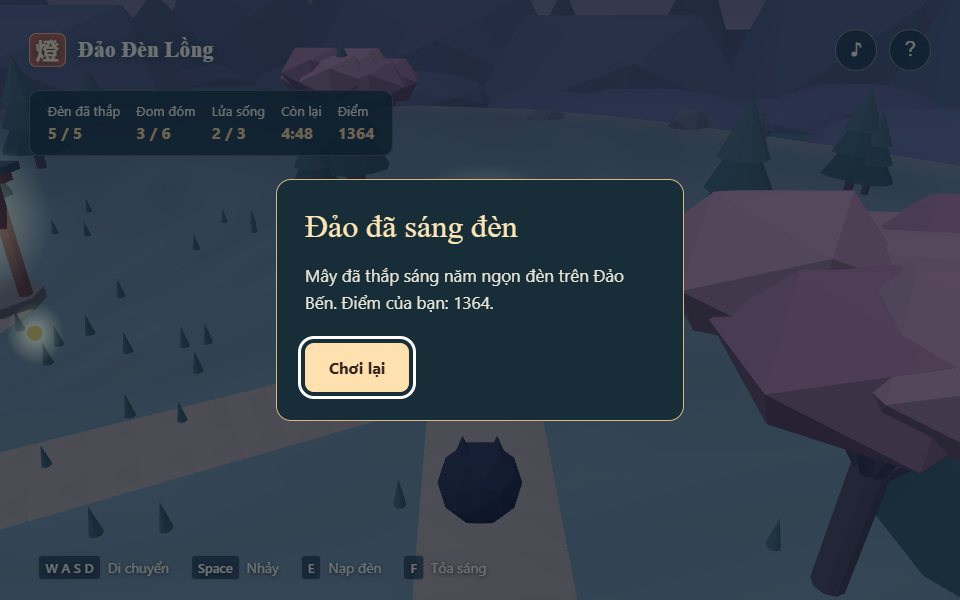 燈 Đảo Đèn Lồng
♪ ?
Đèn đã thắp Đom đóm Lửa sống Còn lại Điểm
5 / 5 3 / 6 2 / 3 4:48 1364
Đảo đã sáng đèn
Mây đã thắp sáng năm ngọn đèn trên Đảo
Bến. Điểm của bạn: 1364.
Chơi lại
W A S D Di chuyển Space Nhảy E Nạp đèn F Tỏa sáng